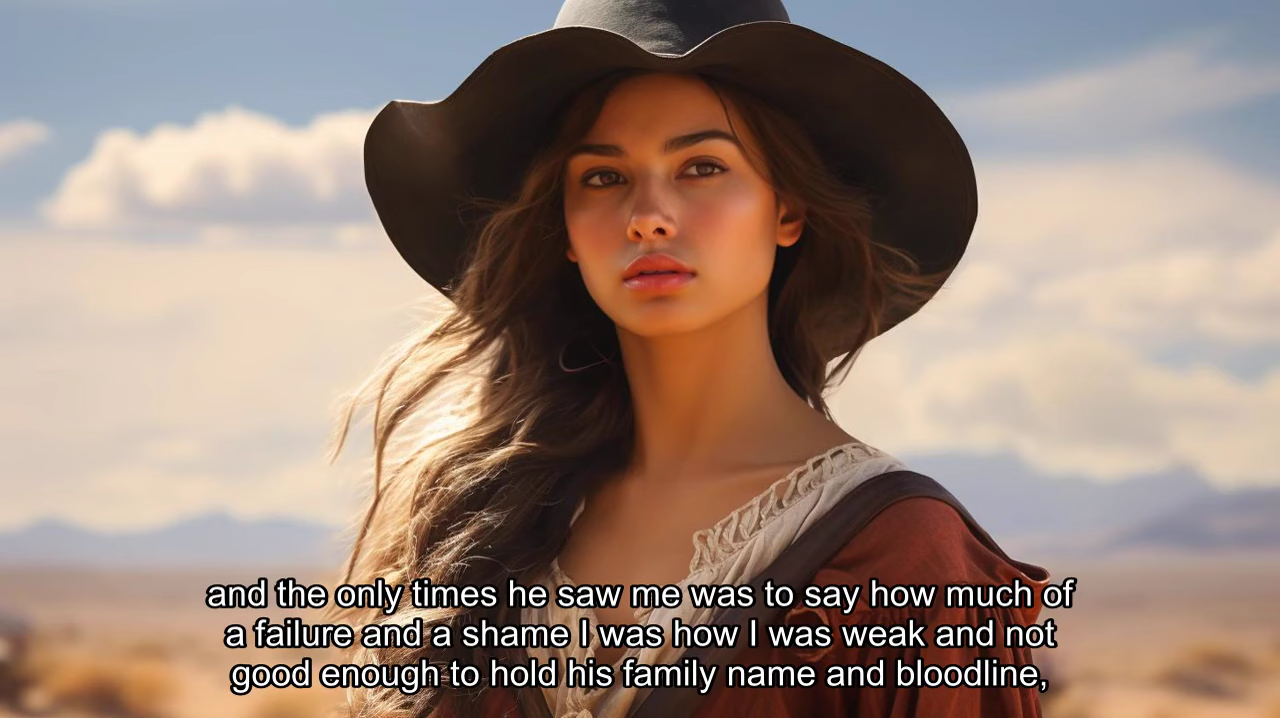 and the only times he saw me was to say how much of
a failure and a shame I was how I was weak and not
good enough to hold his family name and bloodline,